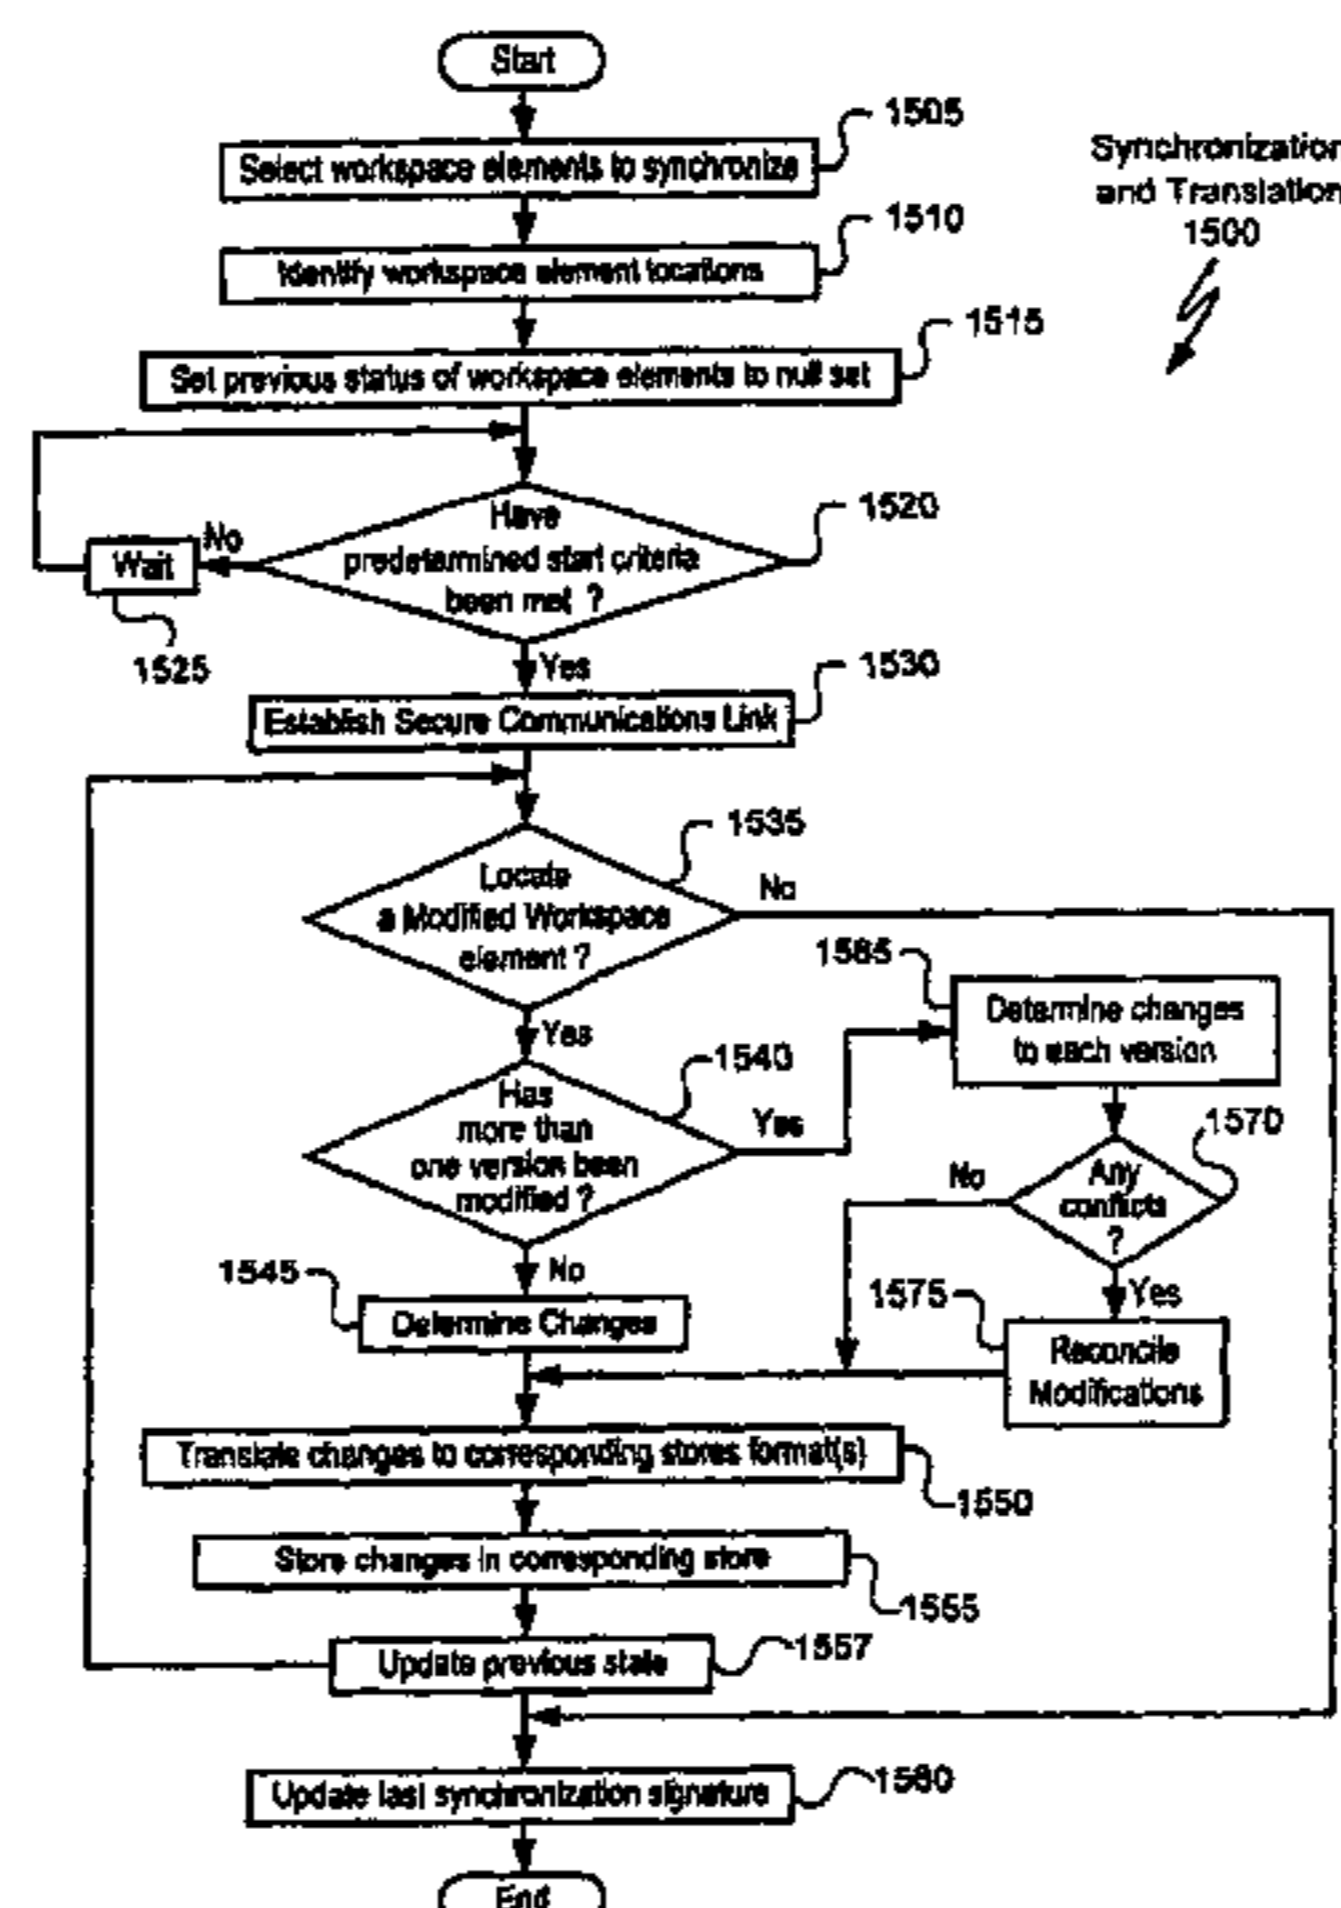 Start
1505
Select workspace elements to synchronize
Synchronization
and Translation
1500
1510
Identify workspace element locations
1515
Set previous status of workspace elements to null set
1520
Have
predetermined start criteria
been met ?
No
Wait
1525
Yes
1530
Establish Secure Communications Link
1535
Locate
a Modified Workspace
element ?
No
Yes
1565
Determine changes
to each version
1540
Has
more than
one version been
modified ?
Yes
1570
Any
conflicts
?
No
Yes
No
1545
Determine Changes
1575
Reconcile
Modifications
Translate changes to corresponding stores format(s)
1550
Store changes in corresponding store
1555
Update previous state
1557
Update last synchronization signature
1560
End